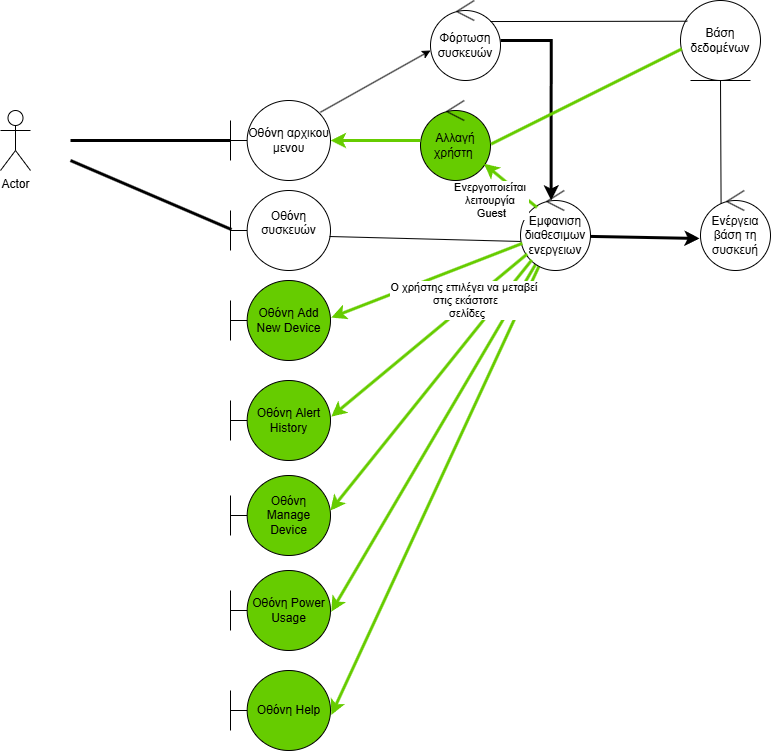 Φόρτωση
συσκευών
Βάση
δεδομένων
Οθόνη αρχικου
μενου
Αλλαγή
χρήστη
Actor
Ενεργοποιείται
λειτουργία
Guest
Οθόνη
συσκευών
Εμφανιση
διαθεσιμων
ενεργειων
Ενέργεια
βάση τη
συσκευή
Ο χρήστης επιλέγει να μεταβεί
στις εκάστοτε
σελίδες
Οθόνη Add
New Device
Οθόνη Alert
History
Οθόνη
Manage
Device
Οθόνη Power
Usage
Οθόνη Help